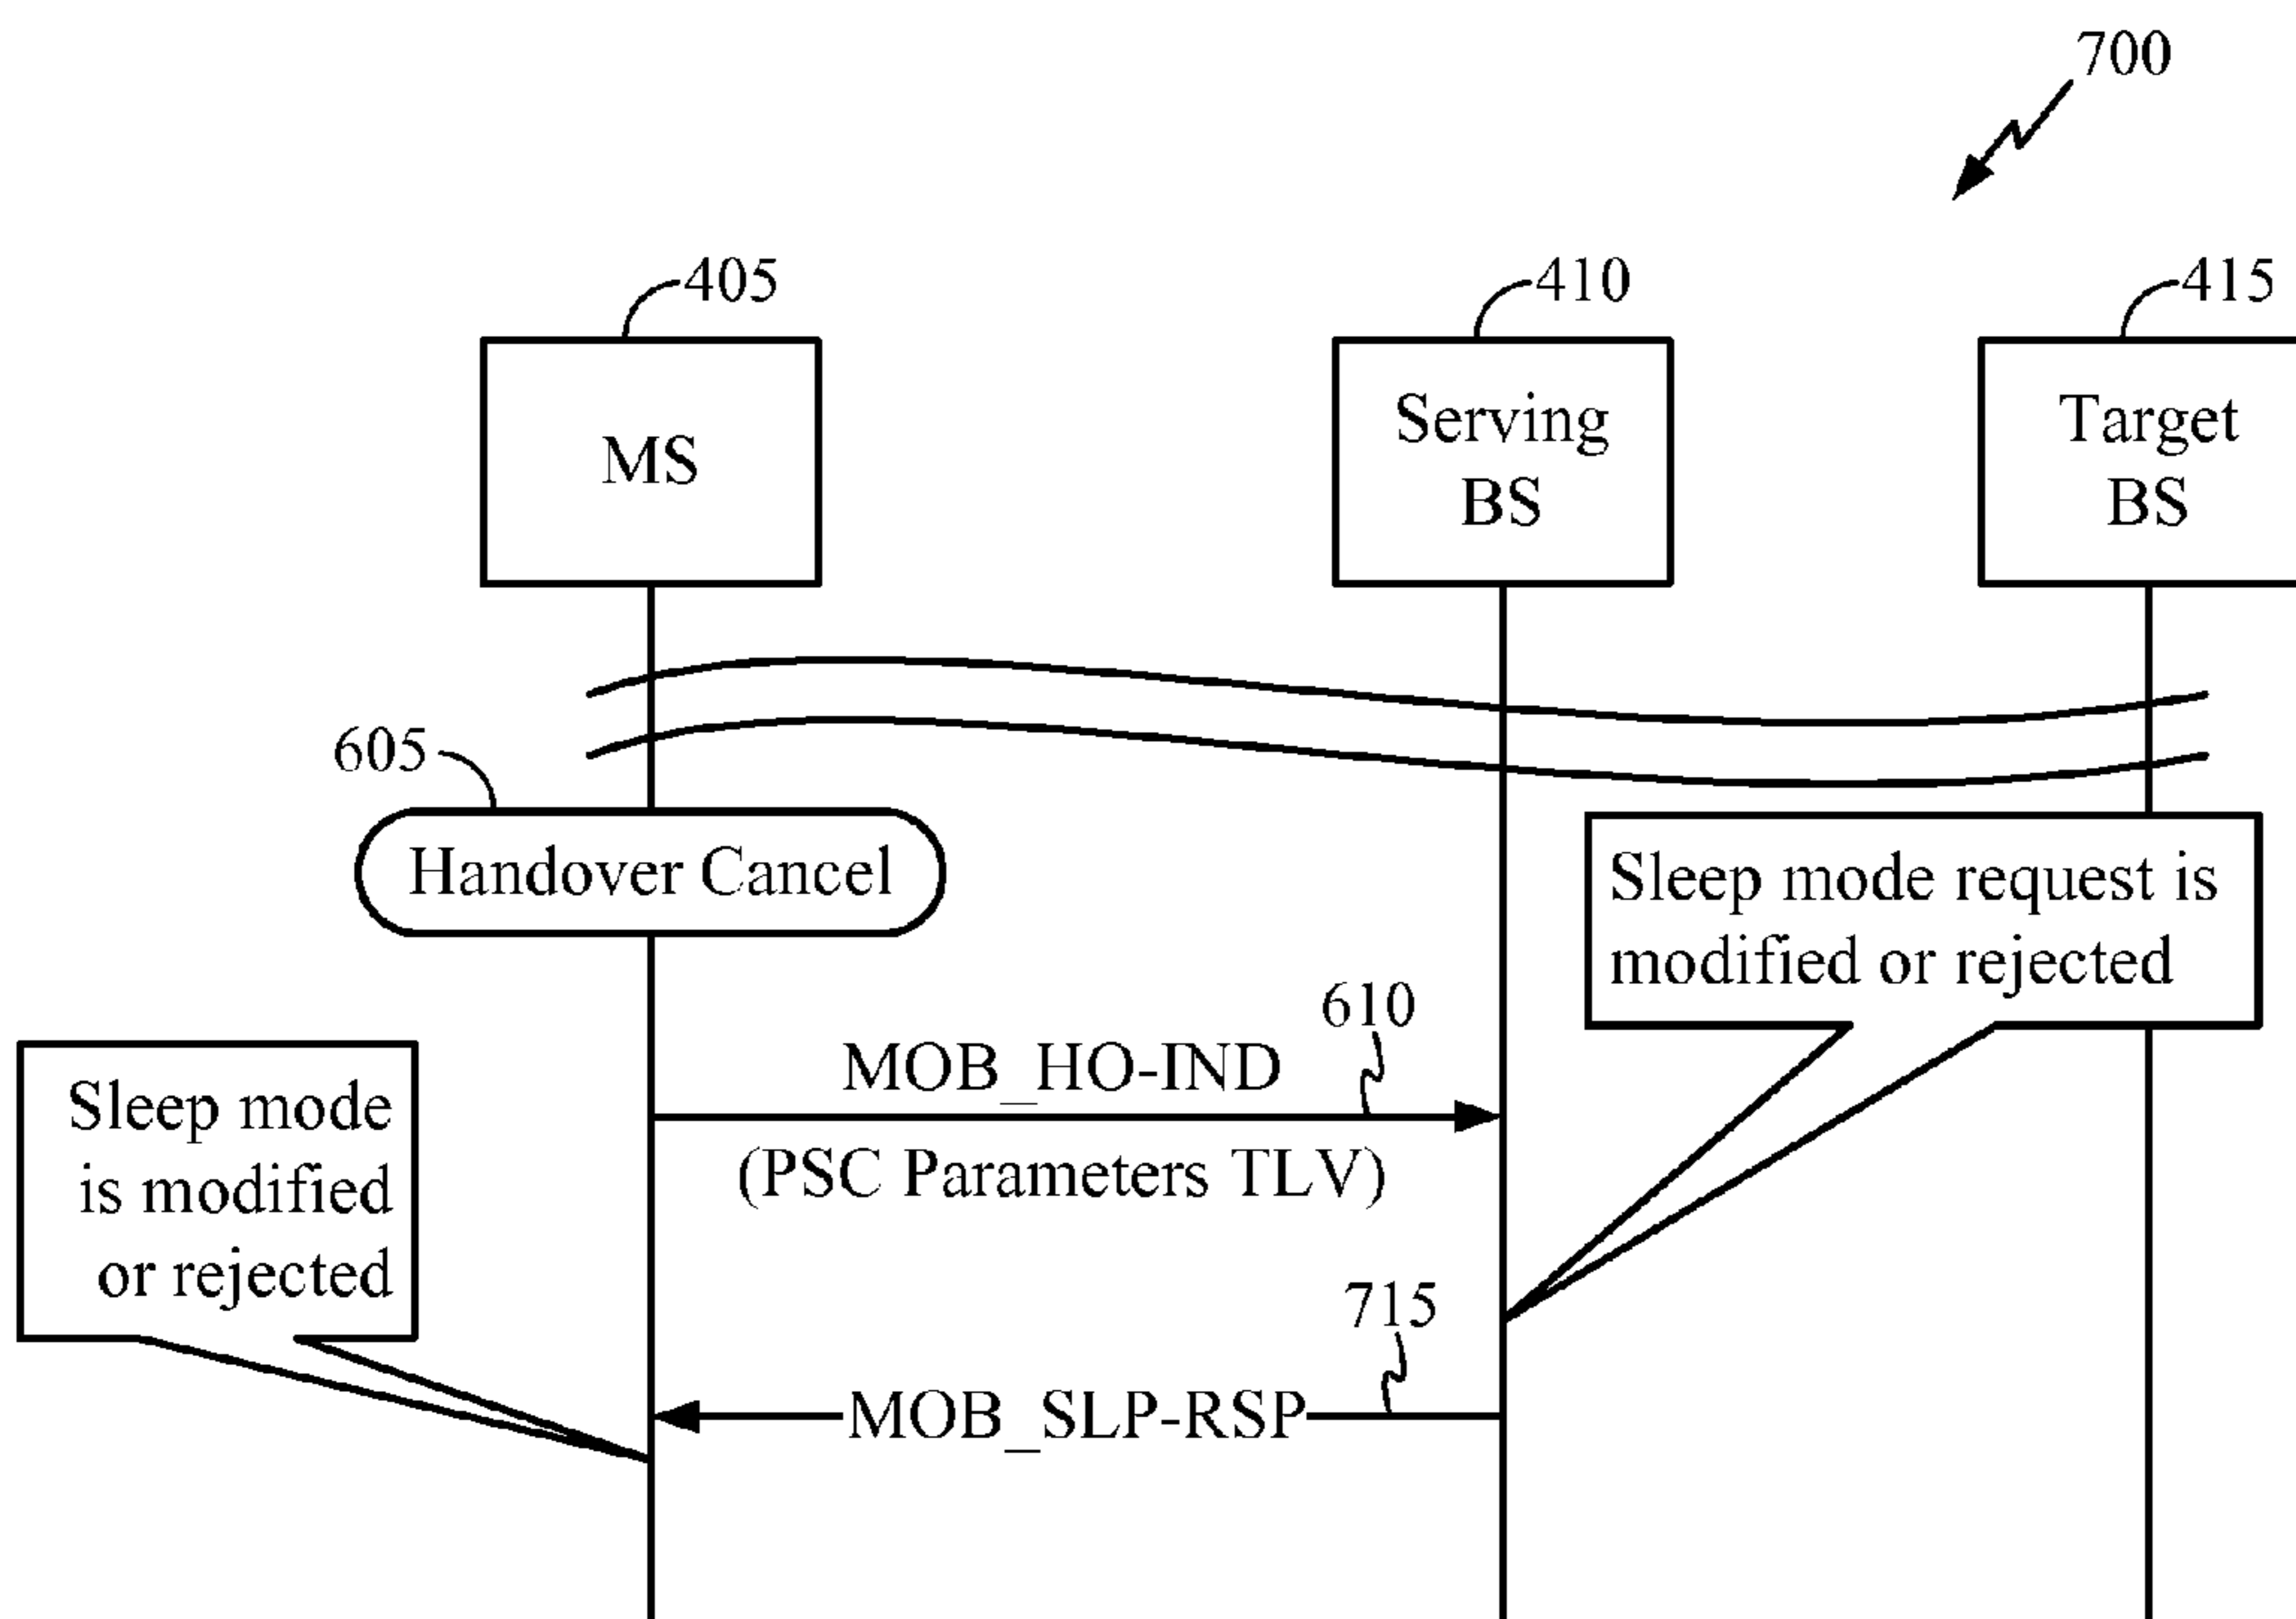 700
405
410
415
MS
Serving
BS
Target
BS
605
Handover Cancel
Sleep mode request is
modified or rejected
610
MOB_HO-IND
(PSC Parameters TLV)
Sleep mode
is modified
or rejected
715
MOB_SLP-RSP